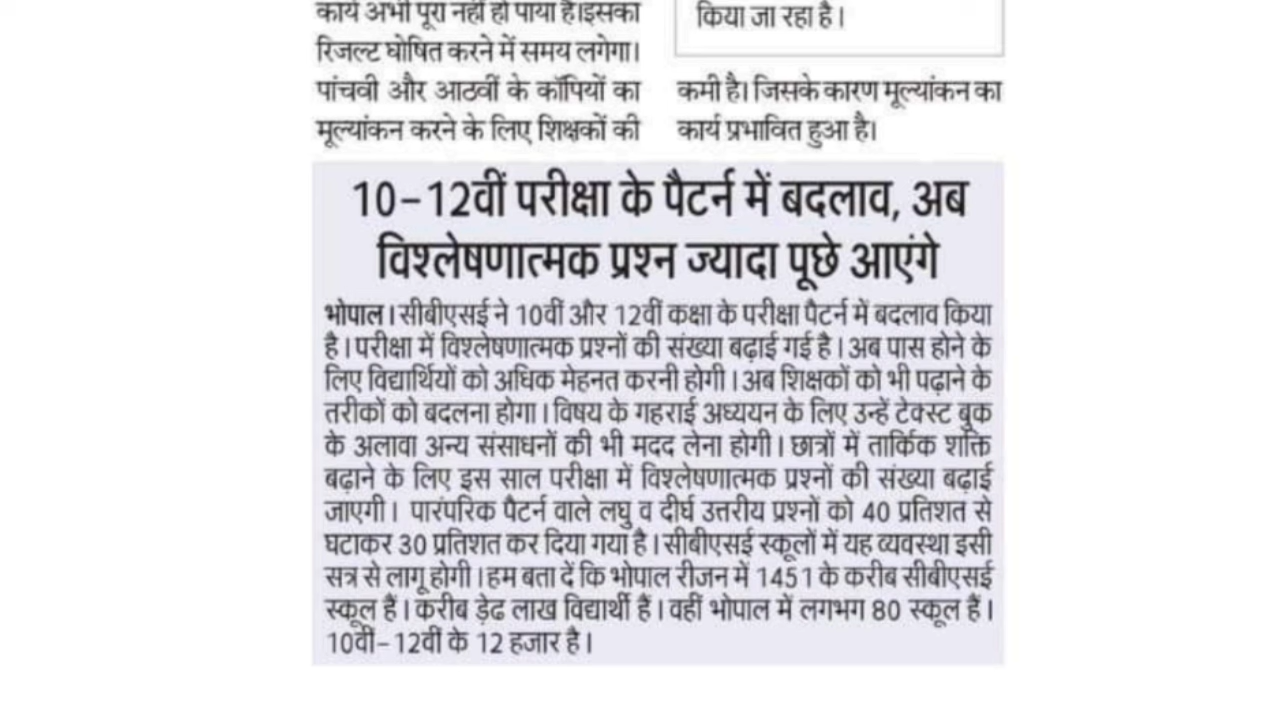 कार्य अभी पूरा नहीं हो पाया है।इसका
रिजल्ट घोषित करने में समय लगेगा।
पांचवी और आठवीं के कॉपियों का
मूल्यांकन करने के लिए शिक्षकों की
किया जा रहा है।
कमी है। जिसके कारण मूल्यांकन का
कार्य प्रभावित हुआ है।
10-12वीं परीक्षा के पैटर्न में बदलाव, अब
विश्लेषणात्मक प्रश्न ज्यादा पूछे आएंगे
भोपाल। सीबीएसई ने 10वीं और 12वीं कक्षा के परीक्षा पैटर्न में बदलाव किया
है। परीक्षा में विश्लेषणात्मक प्रश्नों की संख्या बढ़ाई गई है। अब पास होने के
लिए विद्यार्थियों को अधिक मेहनत करनी होगी। अब शिक्षकों को भी पढ़ाने के
तरीकों को बदलना होगा। विषय के गहराई अध्ययन के लिए उन्हें टेक्स्ट बुक
के अलावा अन्य संसाधनों की भी मदद लेना होगी। छात्रों में तार्किक शक्ति
बढ़ाने के लिए इस साल परीक्षा में विश्लेषणात्मक प्रश्नों की संख्या बढ़ाई
जाएगी। पारंपरिक पैटर्न वाले लघु व दीर्घ उत्तरीय प्रश्नों को 40 प्रतिशत से
घटाकर 30 प्रतिशत कर दिया गया है। सीबीएसई स्कूलों में यह व्यवस्था इसी
सत्र से लागू होगी। हम बता दें कि भोपाल रीजन में 1451 के करीब सीबीएसई
स्कूल हैं। करीब ड़ेढ लाख विद्यार्थी हैं। वहीं भोपाल में लगभग 80 स्कूल हैं।
10वीं-12वीं के 12 हजार है।